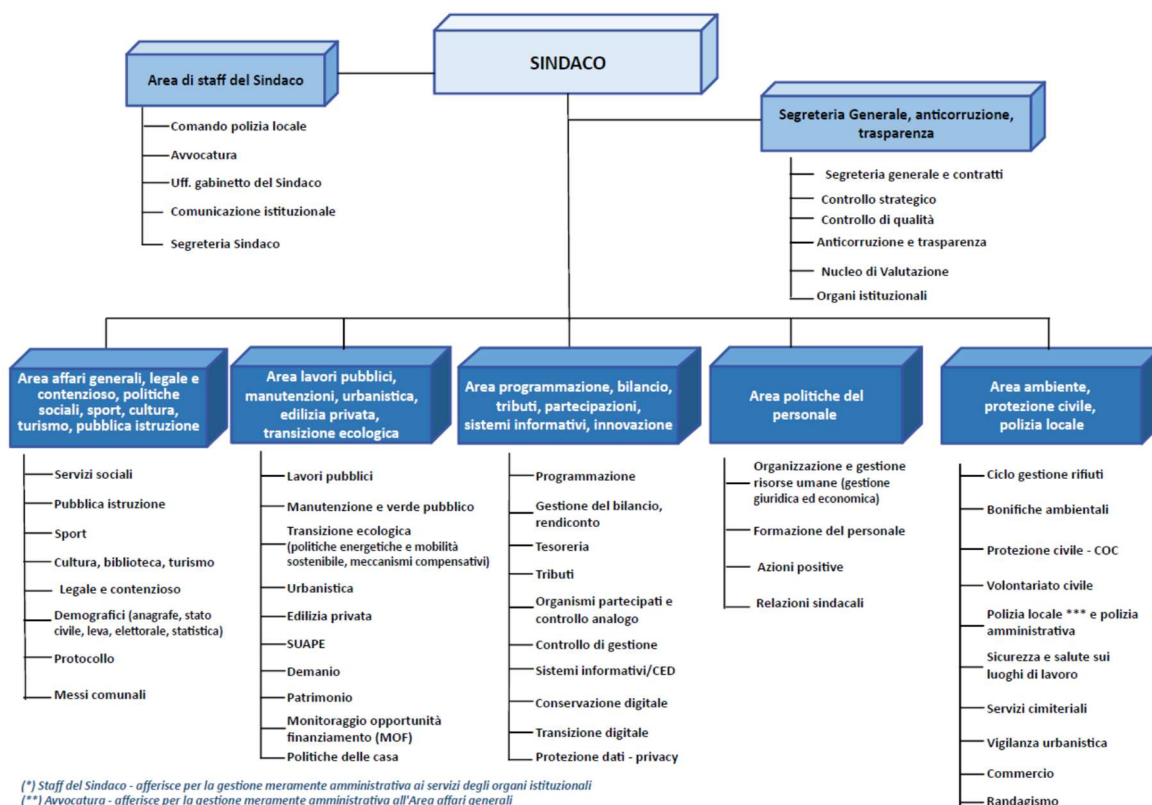 SINDACO
Area di staff del Sindaco
Comando polizia locale
Avvocatura
Uff. gabinetto del Sindaco
Comunicazione istituzionale
Segreteria Sindaco
Segreteria Generale, anticorruzione,
trasparenza
Segreteria generale e contratti
Controllo strategico
Controllo di qualità
Anticorruzione e trasparenza
Nucleo di Valutazione
Organi istituzionali
Area affari generali, legale e
contenzioso, politiche
sociali, sport, cultura,
turismo, pubblica istruzione
Servizi sociali
Pubblica istruzione
Sport
Cultura, biblioteca, turismo
Legale e contenzioso
Demografici (anagrafe, stato
civile, leva, elettorale, statistica)
Protocollo
Messi comunali
Area lavori pubblici,
manutenzioni, urbanistica,
edilizia privata,
transizione ecologica
Lavori pubblici
Manutenzione e verde pubblico
Transizione ecologica
(politiche energetiche e mobilità
sostenibile, meccanismi compensativi)
Urbanistica
Edilizia privata
SUAPE
Demanio
Patrimonio
Monitoraggio opportunità
finanziamento (MOF)
Politiche delle casa
Area programmazione, bilancio,
tributi, partecipazioni,
sistemi informativi, innovazione
Programmazione
Gestione del bilancio,
rendiconto
Tesoreria
Tributi
Organismi partecipati e
controllo analogo
Controllo di gestione
Sistemi informativi/CED
Conservazione digitale
Transizione digitale
Protezione dati - privacy
Area politiche del
personale
Organizzazione e gestione
risorse umane (gestione
giuridica ed economica)
Formazione del personale
Azioni positive
Relazioni sindacali
Area ambiente,
protezione civile,
polizia locale
Ciclo gestione rifiuti
Bonifiche ambientali
Protezione civile - COC
Volontariato civile
Polizia locale *** e polizia
amministrativa
Sicurezza e salute sui
luoghi di lavoro
Servizi cimiteriali
Vigilanza urbanistica
Commercio
Randagismo
(*) Staff del Sindaco - afferisce per la gestione meramente amministrativa ai servizi degli organi istituzionali
(**) Avvocatura - afferisce per la gestione meramente amministrativa all'Area affari generali